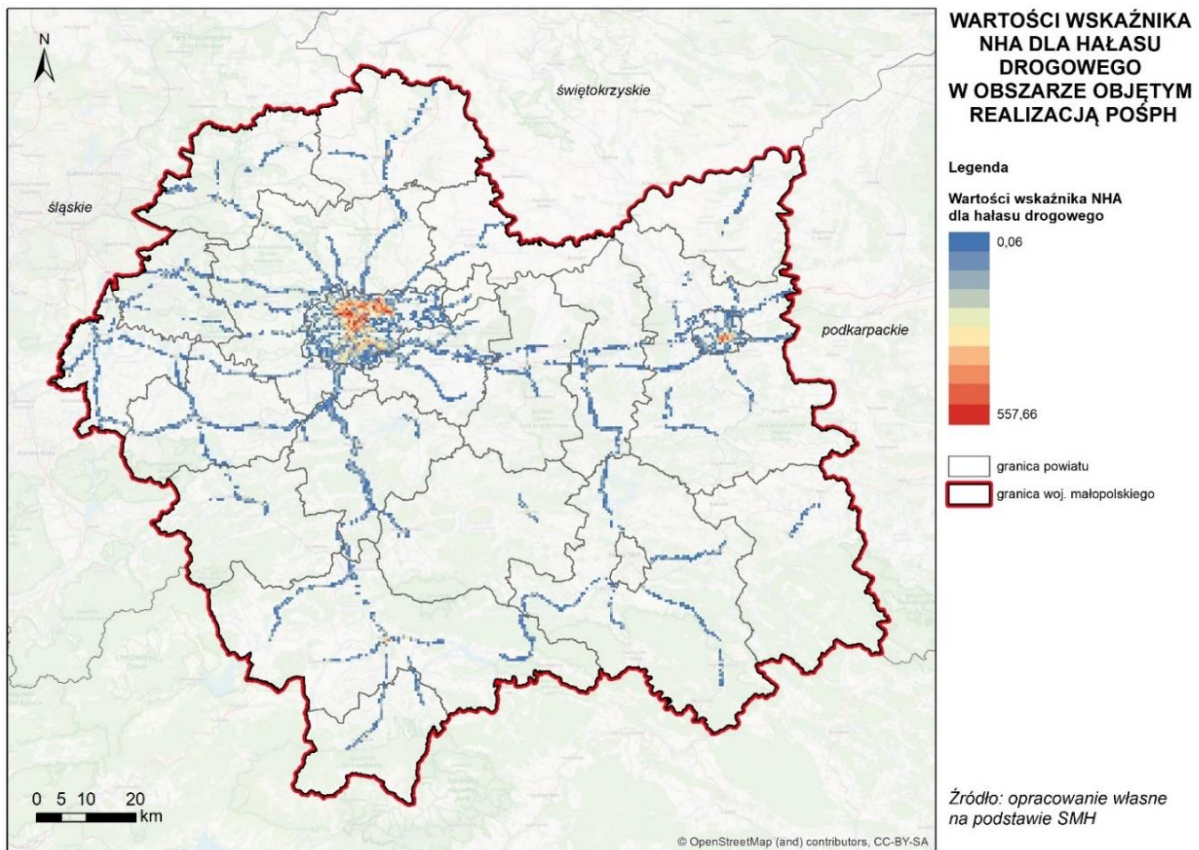 WARTOŚCI WSKAŹNIKA
NHA DLA HAŁASU
DROGOWEGO
W OBSZARZE OBJĘTYM
REALIZACJĄ POŚPH
N
świętokrzyskie
śląskie
podkarpackie
Legenda
Wartości wskaźnika NHA
dla hałasu drogowego
0,06
557,66
granica powiatu
granica woj. małopolskiego
0 5 10 20
km
Źródło: opracowanie własne
na podstawie SMH
© OpenStreetMap (and) contributors, CC-BY-SA